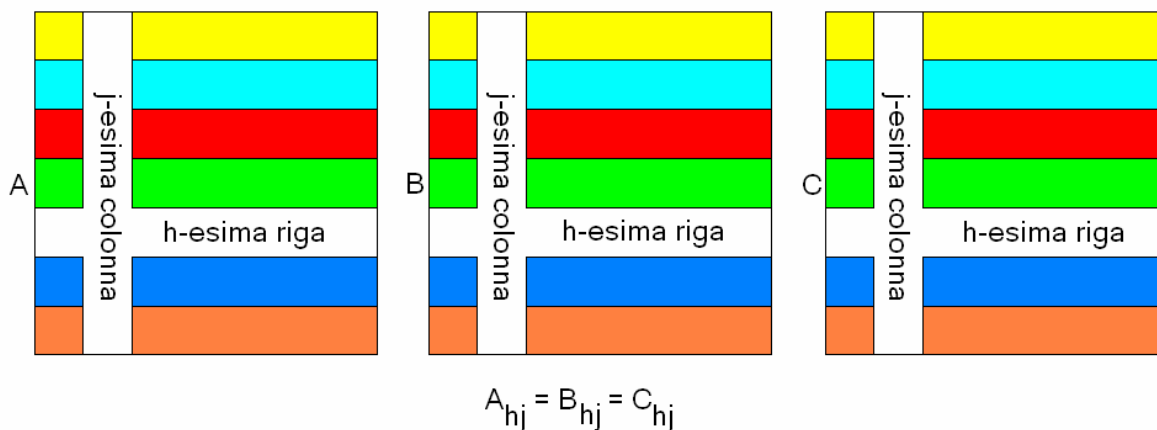 A
j-esima colonna
h-esima riga
B
j-esima colonna
h-esima riga
C
j-esima colonna
h-esima riga
A_hj = B_hj = C_hj